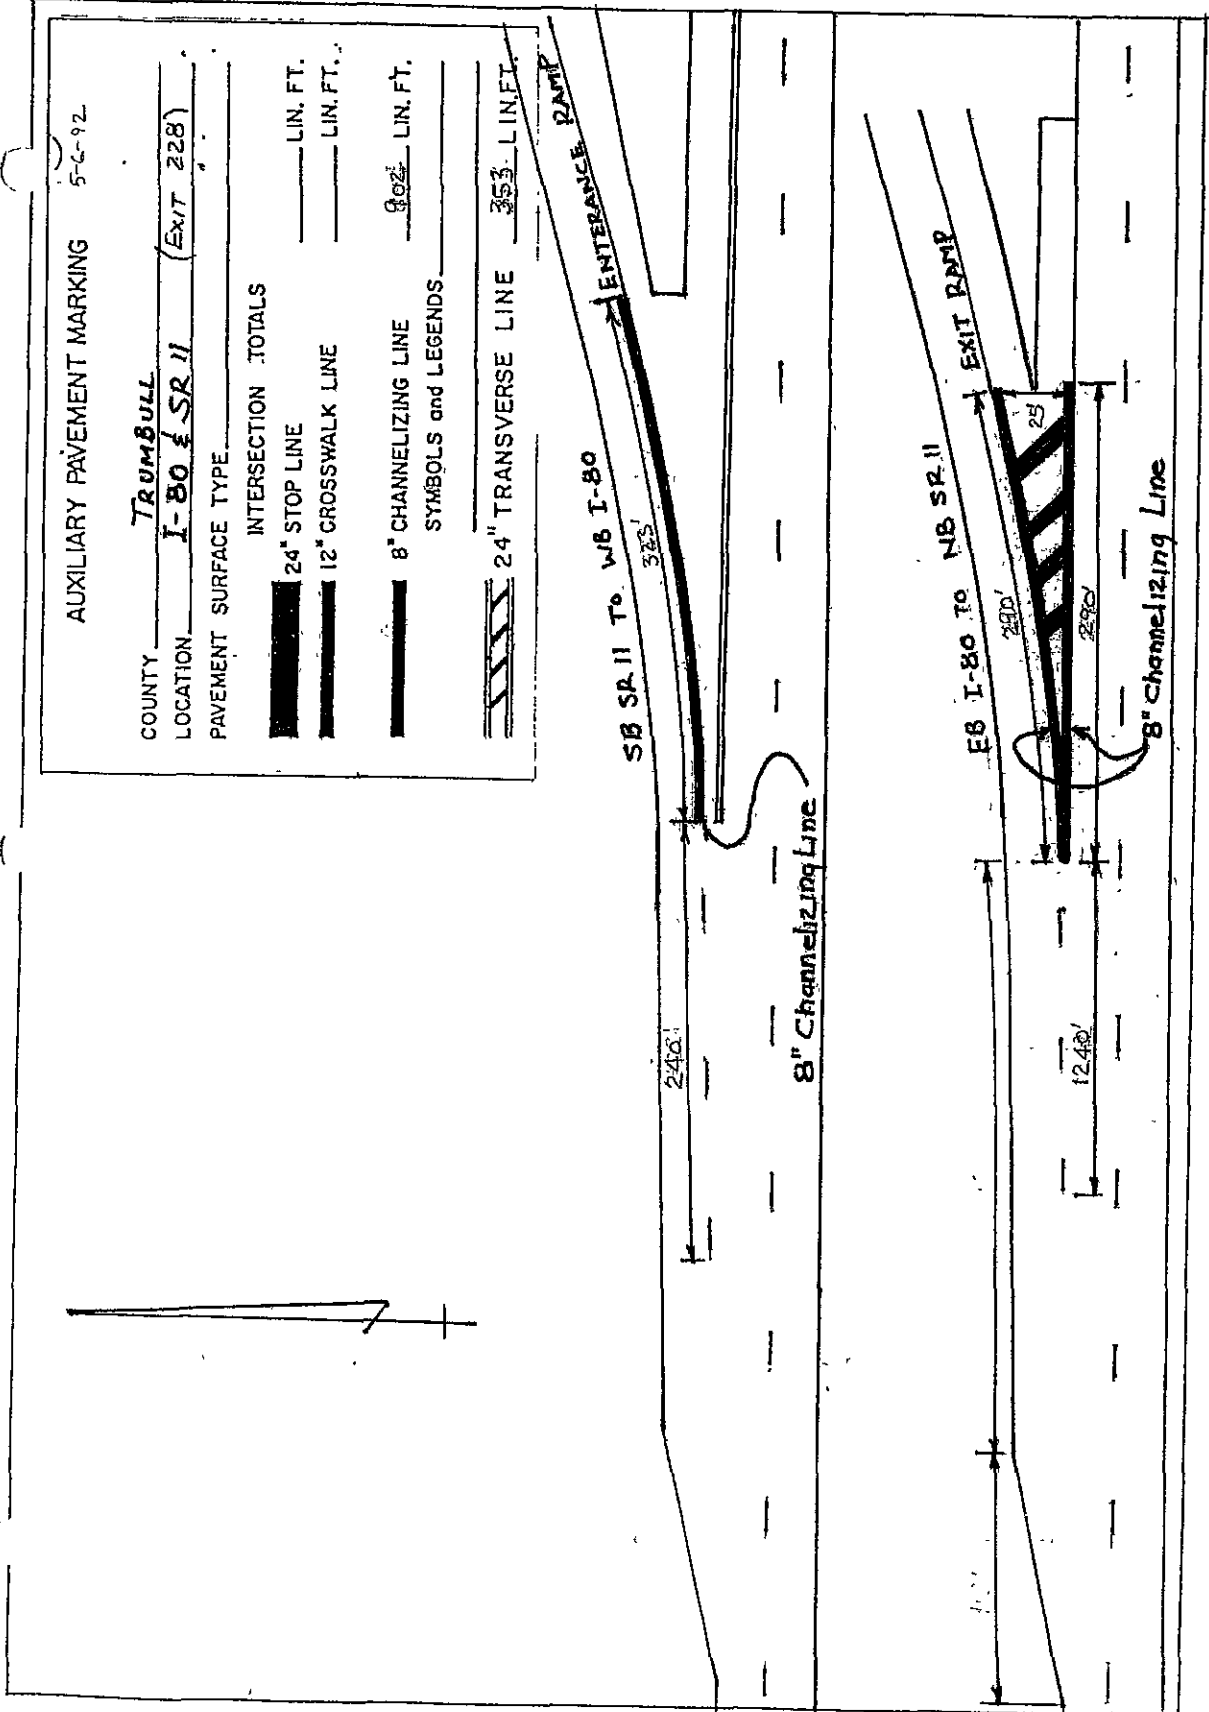 AUXILIARY PAVEMENT MARKING 5-6-92
COUNTY TRUMBULL
LOCATION I-80 & SR 11 (EXIT 228)
PAVEMENT SURFACE TYPE
INTERSECTION TOTALS
24" STOP LINE LIN. FT.
12" CROSSWALK LINE LIN. FT.
8" CHANNELIZING LINE 902 LIN. FT.
SYMBOLS and LEGENDS
24" TRANSVERSE LINE 353 LIN. FT.
SB SR 11 TO WB I-80
ENTERANCE RAMP
323'
240'
8" Channelizing Line
EB I-80 TO NB SR 11
EXIT RAMP
25'
290'
290'
1240'
8" Channelizing Line